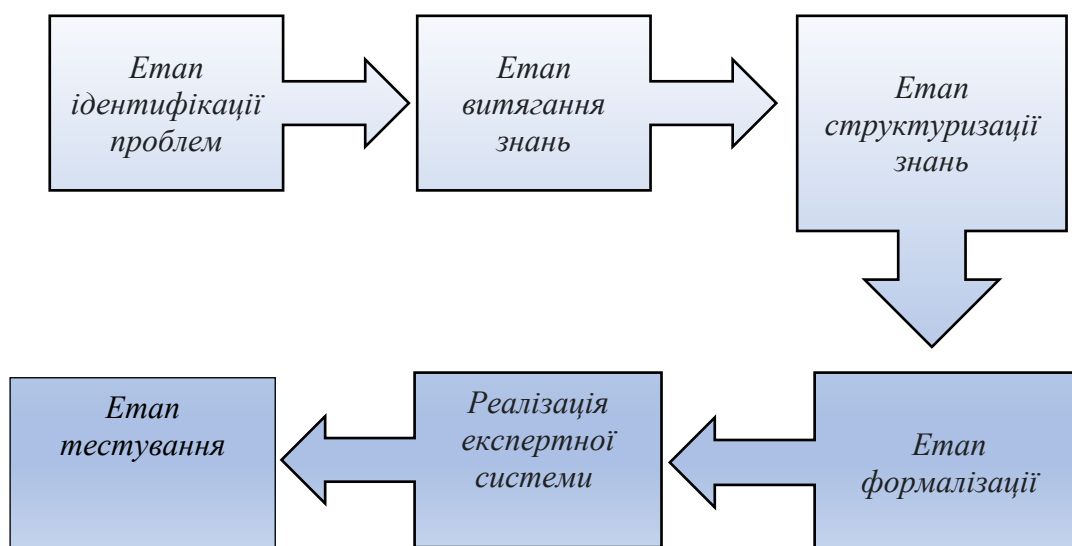 Етап
ідентифікації
проблем
Етап
витягання
знань
Етап
структуризації
знань
Етап
формалізації
Реалізація
експертної
системи
Етап
тестування